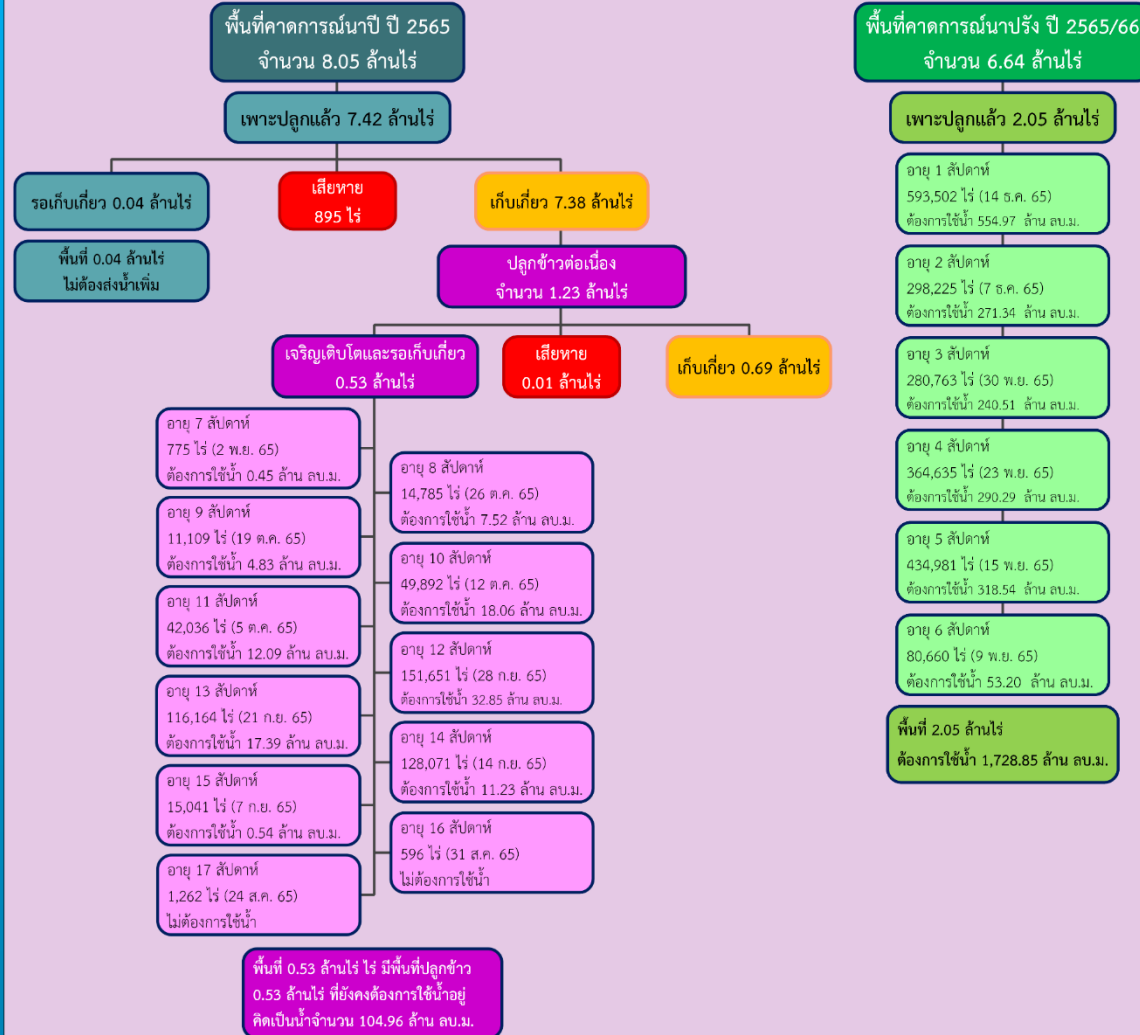 พื้นที่คาดการณ์นาปี ปี 2565
จำนวน 8.05 ล้านไร่
เพาะปลูกแล้ว 7.42 ล้านไร่
รอเก็บเกี่ยว 0.04 ล้านไร่
พื้นที่ 0.04 ล้านไร่
ไม่ต้องส่งน้ำเพิ่ม
เสียหาย
895 ไร่
เก็บเกี่ยว 7.38 ล้านไร่
ปลูกข้าวต่อเนื่อง
จำนวน 1.23 ล้านไร่
เจริญเติบโตและรอเก็บเกี่ยว
0.53 ล้านไร่
เสียหาย
0.01 ล้านไร่
เก็บเกี่ยว 0.69 ล้านไร่
อายุ 7 สัปดาห์
775 ไร่ (2 พ.ย. 65)
ต้องการใช้น้ำ 0.45 ล้าน ลบ.ม.
อายุ 8 สัปดาห์
14,785 ไร่ (26 ต.ค. 65)
ต้องการใช้น้ำ 7.52 ล้าน ลบ.ม.
อายุ 9 สัปดาห์
11,109 ไร่ (19 ต.ค. 65)
ต้องการใช้น้ำ 4.83 ล้าน ลบ.ม.
อายุ 10 สัปดาห์
49,892 ไร่ (12 ต.ค. 65)
ต้องการใช้น้ำ 18.06 ล้าน ลบ.ม.
อายุ 11 สัปดาห์
42,036 ไร่ (5 ต.ค. 65)
ต้องการใช้น้ำ 12.09 ล้าน ลบ.ม.
อายุ 12 สัปดาห์
151,651 ไร่ (28 ก.ย. 65)
ต้องการใช้น้ำ 32.85 ล้าน ลบ.ม.
อายุ 13 สัปดาห์
116,164 ไร่ (21 ก.ย. 65)
ต้องการใช้น้ำ 17.39 ล้าน ลบ.ม.
อายุ 14 สัปดาห์
128,071 ไร่ (14 ก.ย. 65)
ต้องการใช้น้ำ 11.23 ล้าน ลบ.ม.
อายุ 15 สัปดาห์
15,041 ไร่ (7 ก.ย. 65)
ต้องการใช้น้ำ 0.54 ล้าน ลบ.ม.
อายุ 16 สัปดาห์
596 ไร่ (31 ส.ค. 65)
ไม่ต้องการใช้น้ำ
อายุ 17 สัปดาห์
1,262 ไร่ (24 ส.ค. 65)
ไม่ต้องการใช้น้ำ
พื้นที่ 0.53 ล้านไร่ ไร่ มีพื้นที่ปลูกข้าว
0.53 ล้านไร่ ที่ยังคงต้องการใช้น้ำอยู่
คิดเป็นน้ำจำนวน 104.96 ล้าน ลบ.ม.
พื้นที่คาดการณ์นาปรัง ปี 2565/66
จำนวน 6.64 ล้านไร่
เพาะปลูกแล้ว 2.05 ล้านไร่
อายุ 1 สัปดาห์
593,502 ไร่ (14 ธ.ค. 65)
ต้องการใช้น้ำ 554.97 ล้าน ลบ.ม.
อายุ 2 สัปดาห์
298,225 ไร่ (7 ธ.ค. 65)
ต้องการใช้น้ำ 271.34 ล้าน ลบ.ม.
อายุ 3 สัปดาห์
280,763 ไร่ (30 พ.ย. 65)
ต้องการใช้น้ำ 240.51 ล้าน ลบ.ม.
อายุ 4 สัปดาห์
364,635 ไร่ (23 พ.ย. 65)
ต้องการใช้น้ำ 290.29 ล้าน ลบ.ม.
อายุ 5 สัปดาห์
434,981 ไร่ (15 พ.ย. 65)
ต้องการใช้น้ำ 318.54 ล้าน ลบ.ม.
อายุ 6 สัปดาห์
80,660 ไร่ (9 พ.ย. 65)
ต้องการใช้น้ำ 53.20 ล้าน ลบ.ม.
พื้นที่ 2.05 ล้านไร่
ต้องการใช้น้ำ 1,728.85 ล้าน ลบ.ม.